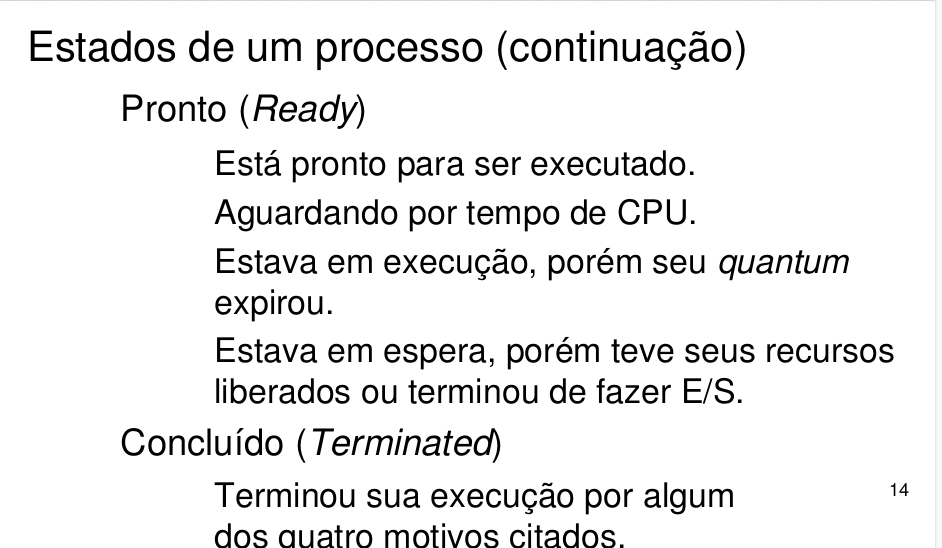 Estados de um processo (continuação)
Pronto (Ready)
Está pronto para ser executado.
Aguardando por tempo de CPU.
Estava em execução, porém seu quantum
expirou.
Estava em espera, porém teve seus recursos
liberados ou terminou de fazer E/S.
Concluído (Terminated)
Terminou sua execução por algum
14
dos quatro motivos citados.